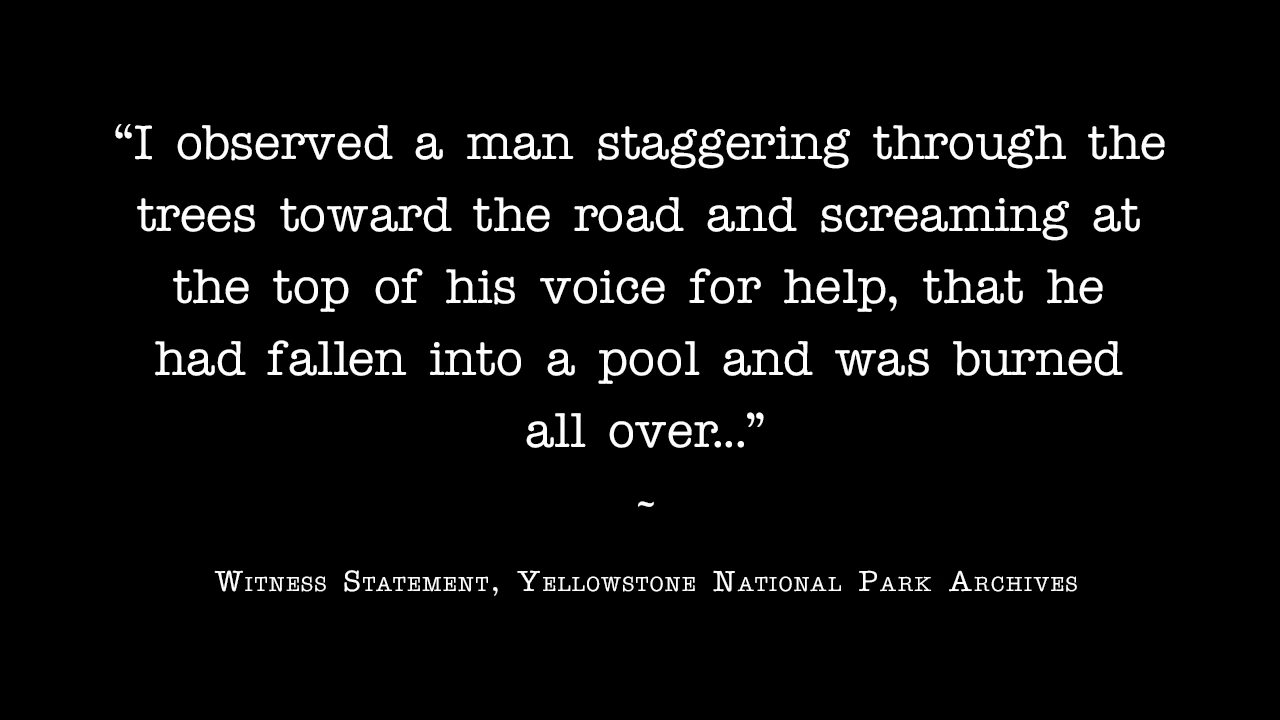 “I observed a man staggering through the
trees toward the road and screaming at
the top of his voice for help, that he
had fallen into a pool and was burned
all over...”
~
Witness Statement, Yellowstone National Park Archives